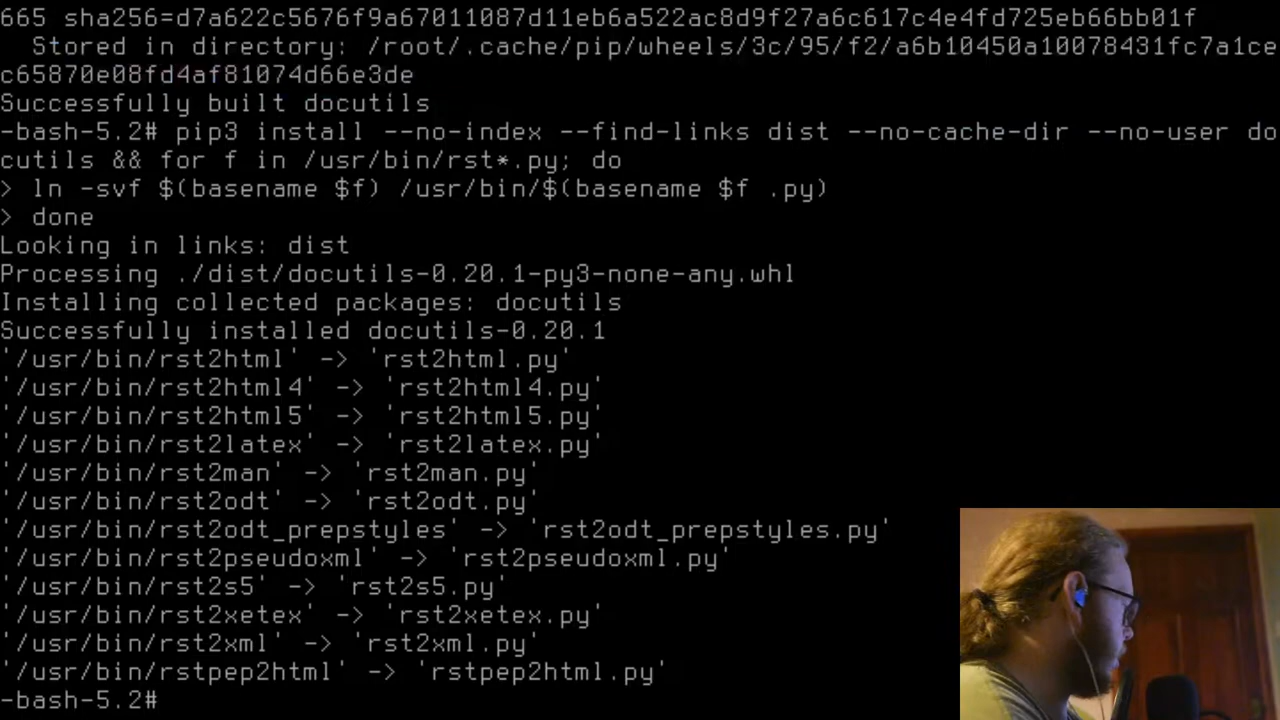 665 sha256=d7a622c5676f9a67011087d11eb6a522ac8d9f27a6c617c4e4fd725eb66bb01f
  Stored in directory: /root/.cache/pip/wheels/3c/95/f2/a6b10450a10078431fc7a1ce
c65870e08fd4af81074d66e3de
Successfully built docutils
-bash-5.2# pip3 install --no-index --find-links dist --no-cache-dir --no-user do
cutils && for f in /usr/bin/rst*.py; do
> ln -svf $(basename $f) /usr/bin/$(basename $f .py)
> done
Looking in links: dist
Processing ./dist/docutils-0.20.1-py3-none-any.whl
Installing collected packages: docutils
Successfully installed docutils-0.20.1
'/usr/bin/rst2html' -> 'rst2html.py'
'/usr/bin/rst2html4' -> 'rst2html4.py'
'/usr/bin/rst2html5' -> 'rst2html5.py'
'/usr/bin/rst2latex' -> 'rst2latex.py'
'/usr/bin/rst2man' -> 'rst2man.py'
'/usr/bin/rst2odt' -> 'rst2odt.py'
'/usr/bin/rst2odt_prepstyles' -> 'rst2odt_prepstyles.py'
'/usr/bin/rst2pseudoxml' -> 'rst2pseudoxml.py'
'/usr/bin/rst2s5' -> 'rst2s5.py'
'/usr/bin/rst2xetex' -> 'rst2xetex.py'
'/usr/bin/rst2xml' -> 'rst2xml.py'
'/usr/bin/rstpep2html' -> 'rstpep2html.py'
-bash-5.2#